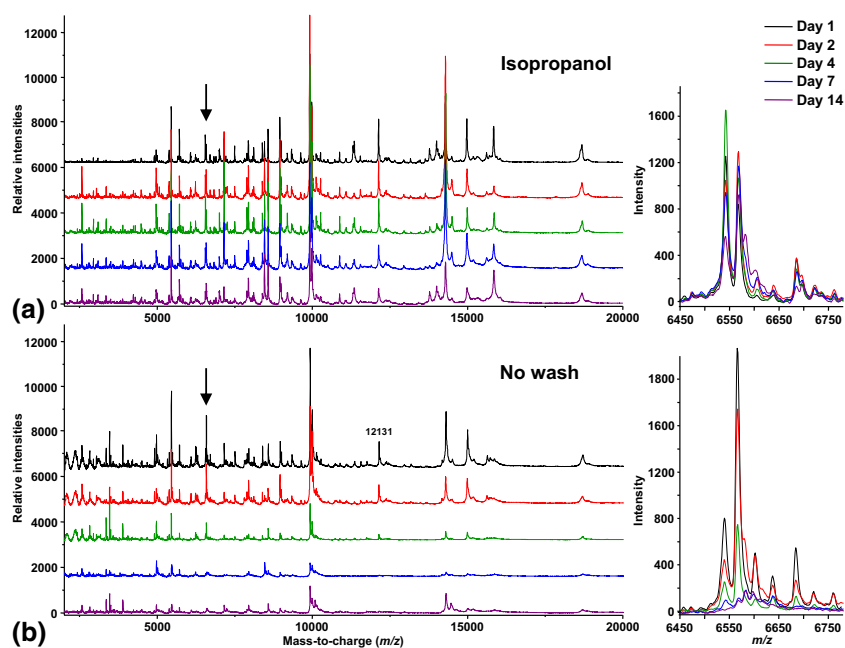 (a)
Relative intensities
12000
10000
8000
6000
4000
2000
0
5000
10000
15000
20000
Isopropanol
Day 1
Day 2
Day 4
Day 7
Day 14
Intensity
1600
1200
800
400
0
6450
6550
6650
6750
(b)
Relative intensities
12000
10000
8000
6000
4000
2000
0
5000
10000
15000
20000
Mass-to-charge (m/z)
No wash
12131
Intensity
1800
1600
1200
800
400
0
6450
6550
6650
6750
m/z